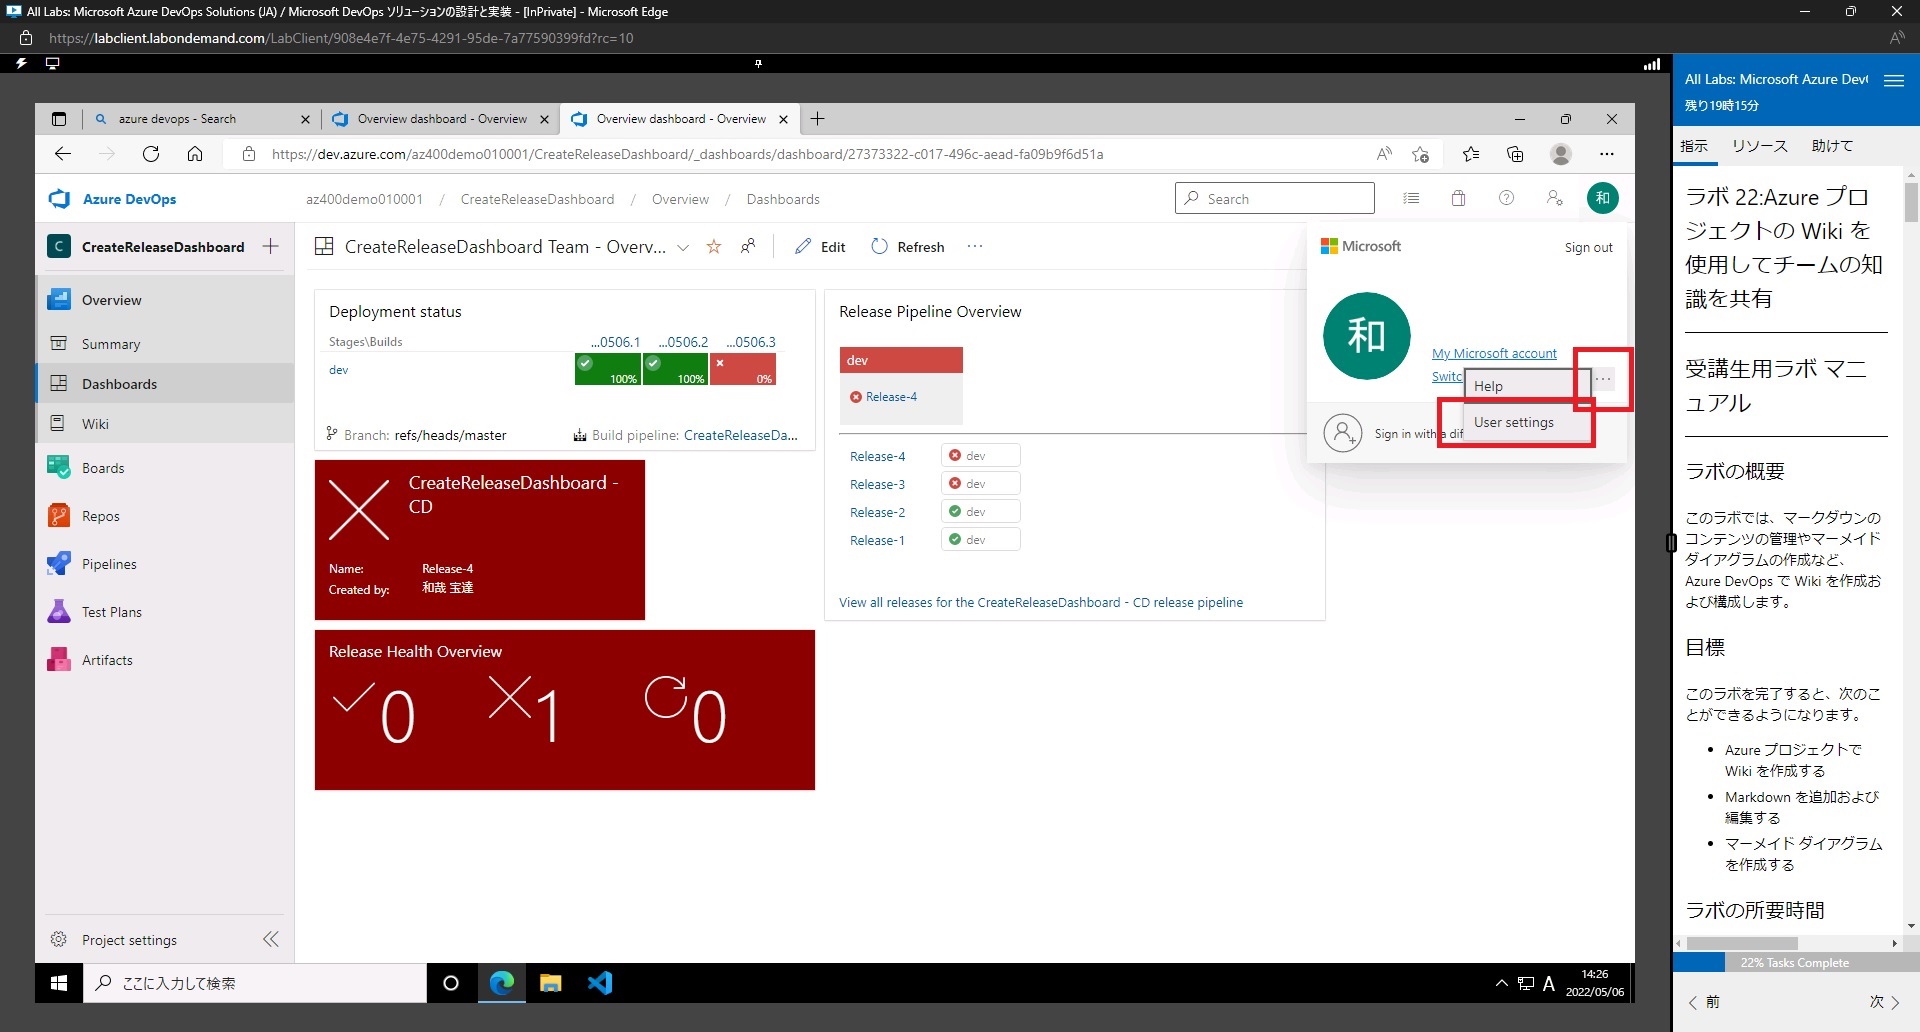 All Labs: Microsoft Azure DevOps Solutions (JA) / Microsoft DevOps ソリューションの設計と実装 - [InPrivate] - Microsoft Edge
https://labclient.labondemand.com/LabClient/908e4e7f-4e75-4291-95de-7a77590399fd?rc=10
azure devops - Search
Overview dashboard - Overview
Overview dashboard - Overview
https://dev.azure.com/az400demo010001/CreateReleaseDashboard/_dashboards/dashboard/27373322-c017-496c-aead-fa09b9f6d51a
Azure DevOps
az400demo010001 / CreateReleaseDashboard / Overview / Dashboards
Search
和
C CreateReleaseDashboard
Overview
Summary
Dashboards
Wiki
Boards
Repos
Pipelines
Test Plans
Artifacts
Project settings
CreateReleaseDashboard Team - Overv...
Edit
Refresh
Deployment status
Stages\Builds
...0506.1 ...0506.2 ...0506.3
dev
100% 100% 0%
Branch: refs/heads/master
Build pipeline: CreateReleaseDa...
CreateReleaseDashboard -
CD
Name: Release-4
Created by: 和哉 宝達
Release Health Overview
0 1 0
Release Pipeline Overview
dev
Release-4
Release-4 dev
Release-3 dev
Release-2 dev
Release-1 dev
View all releases for the CreateReleaseDashboard - CD release pipeline
Microsoft
Sign out
和
My Microsoft account
Switc
Help
User settings
Sign in with a dif
ここに入力して検索
A
14:26
2022/05/06
All Labs: Microsoft Azure Dev
残り19時15分
指示 リソース 助けて
ラボ 22:Azure プロ
ジェクトの Wiki を
使用してチームの知
識を共有
受講生用ラボ マニ
ュアル
ラボの概要
このラボでは、マークダウンの
コンテンツの管理やマーメイド
ダイアグラムの作成など、
Azure DevOps で Wiki を作成お
よび構成します。
目標
このラボを完了すると、次のこ
とができるようになります。
• Azure プロジェクトで
Wiki を作成する
• Markdown を追加および
編集する
• マーメイド ダイアグラム
を作成する
ラボの所要時間
22% Tasks Complete
前
次